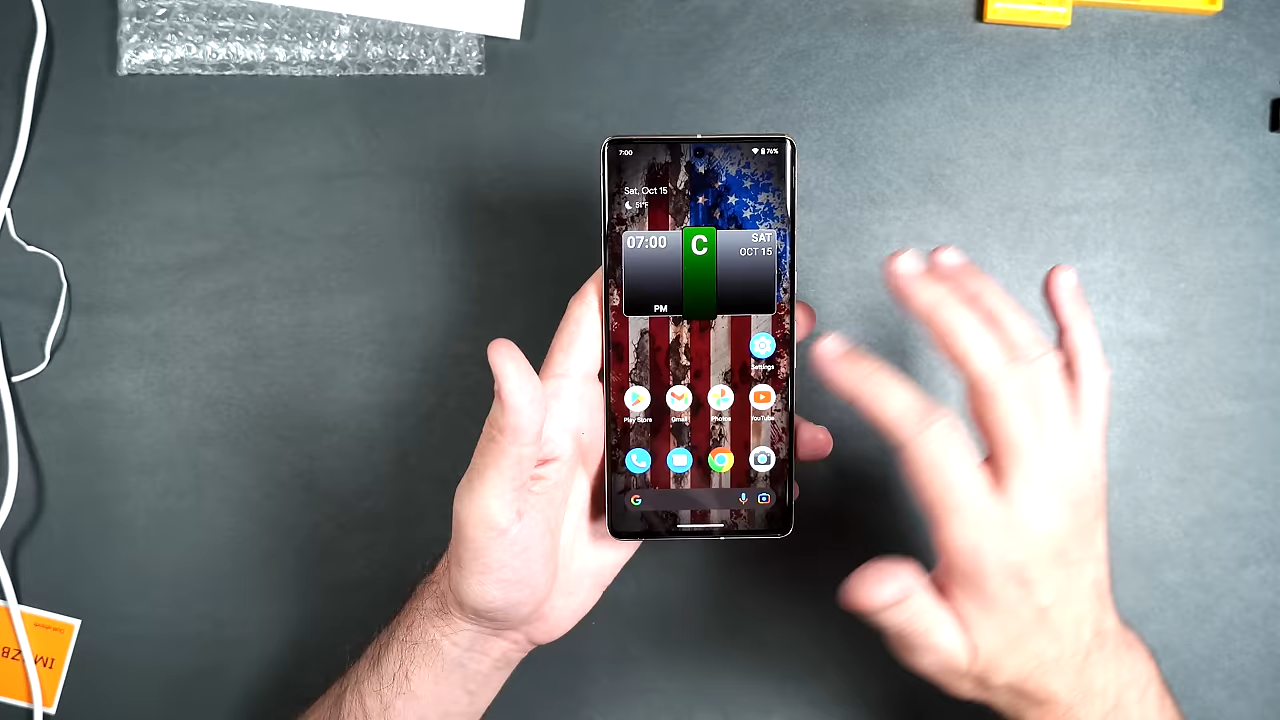 7:00
76%
Sat, Oct 15
51°F
07:00
C
SAT
OCT 15
PM
Settings
Play Store
Gmail
Photos
YouTube
G